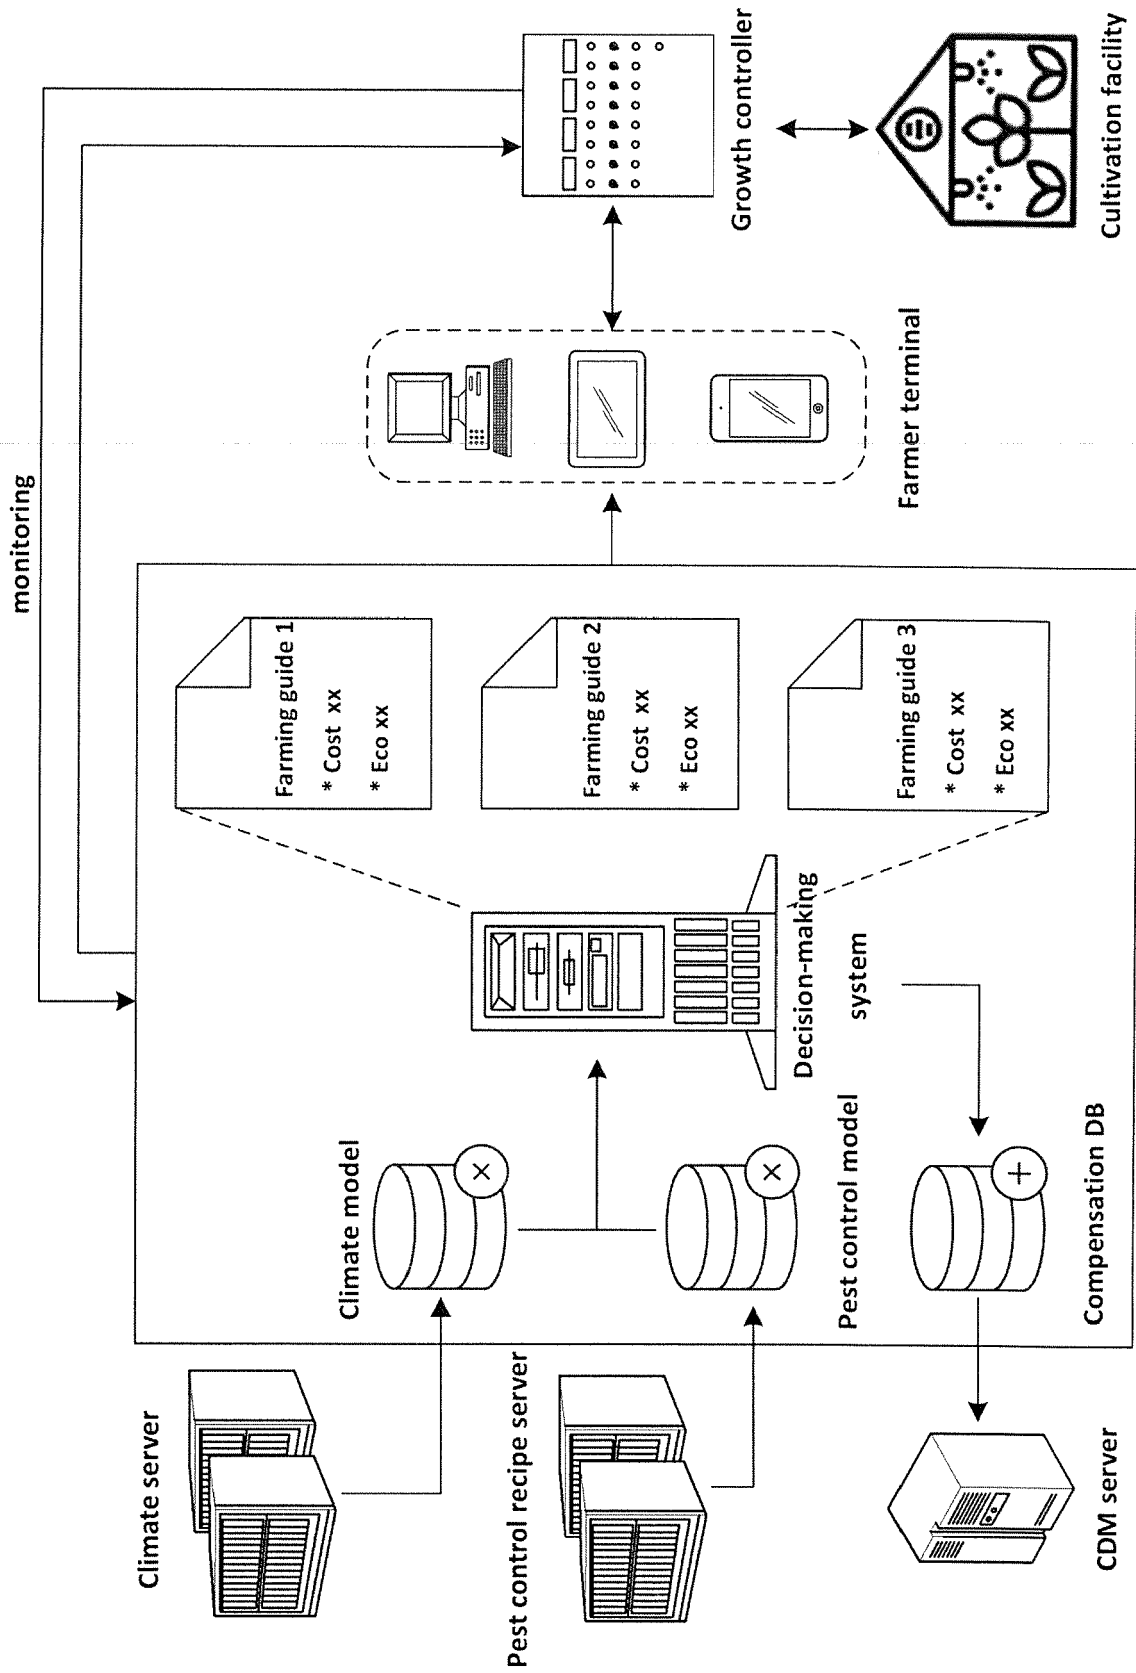 monitoring
Climate server
Pest control recipe server
CDM server
Climate model
Pest control model
Compensation DB
Decision-making
system
Farming guide 1
* Cost xx
* Eco xx
Farming guide 2
* Cost xx
* Eco xx
Farming guide 3
* Cost xx
* Eco xx
Farmer terminal
Growth controller
Cultivation facility